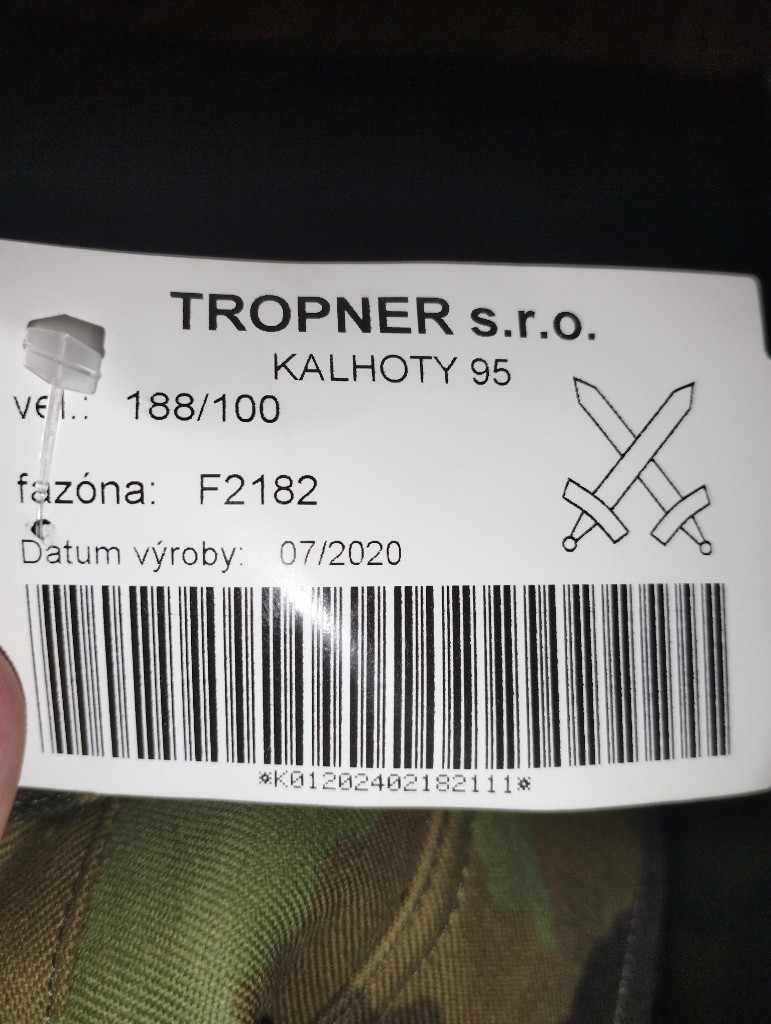 TROPNER s.r.o.
KALHOTY 95
vel.: 188/100
fazóna: F2182
Datum výroby: 07/2020
*K01202402182111*